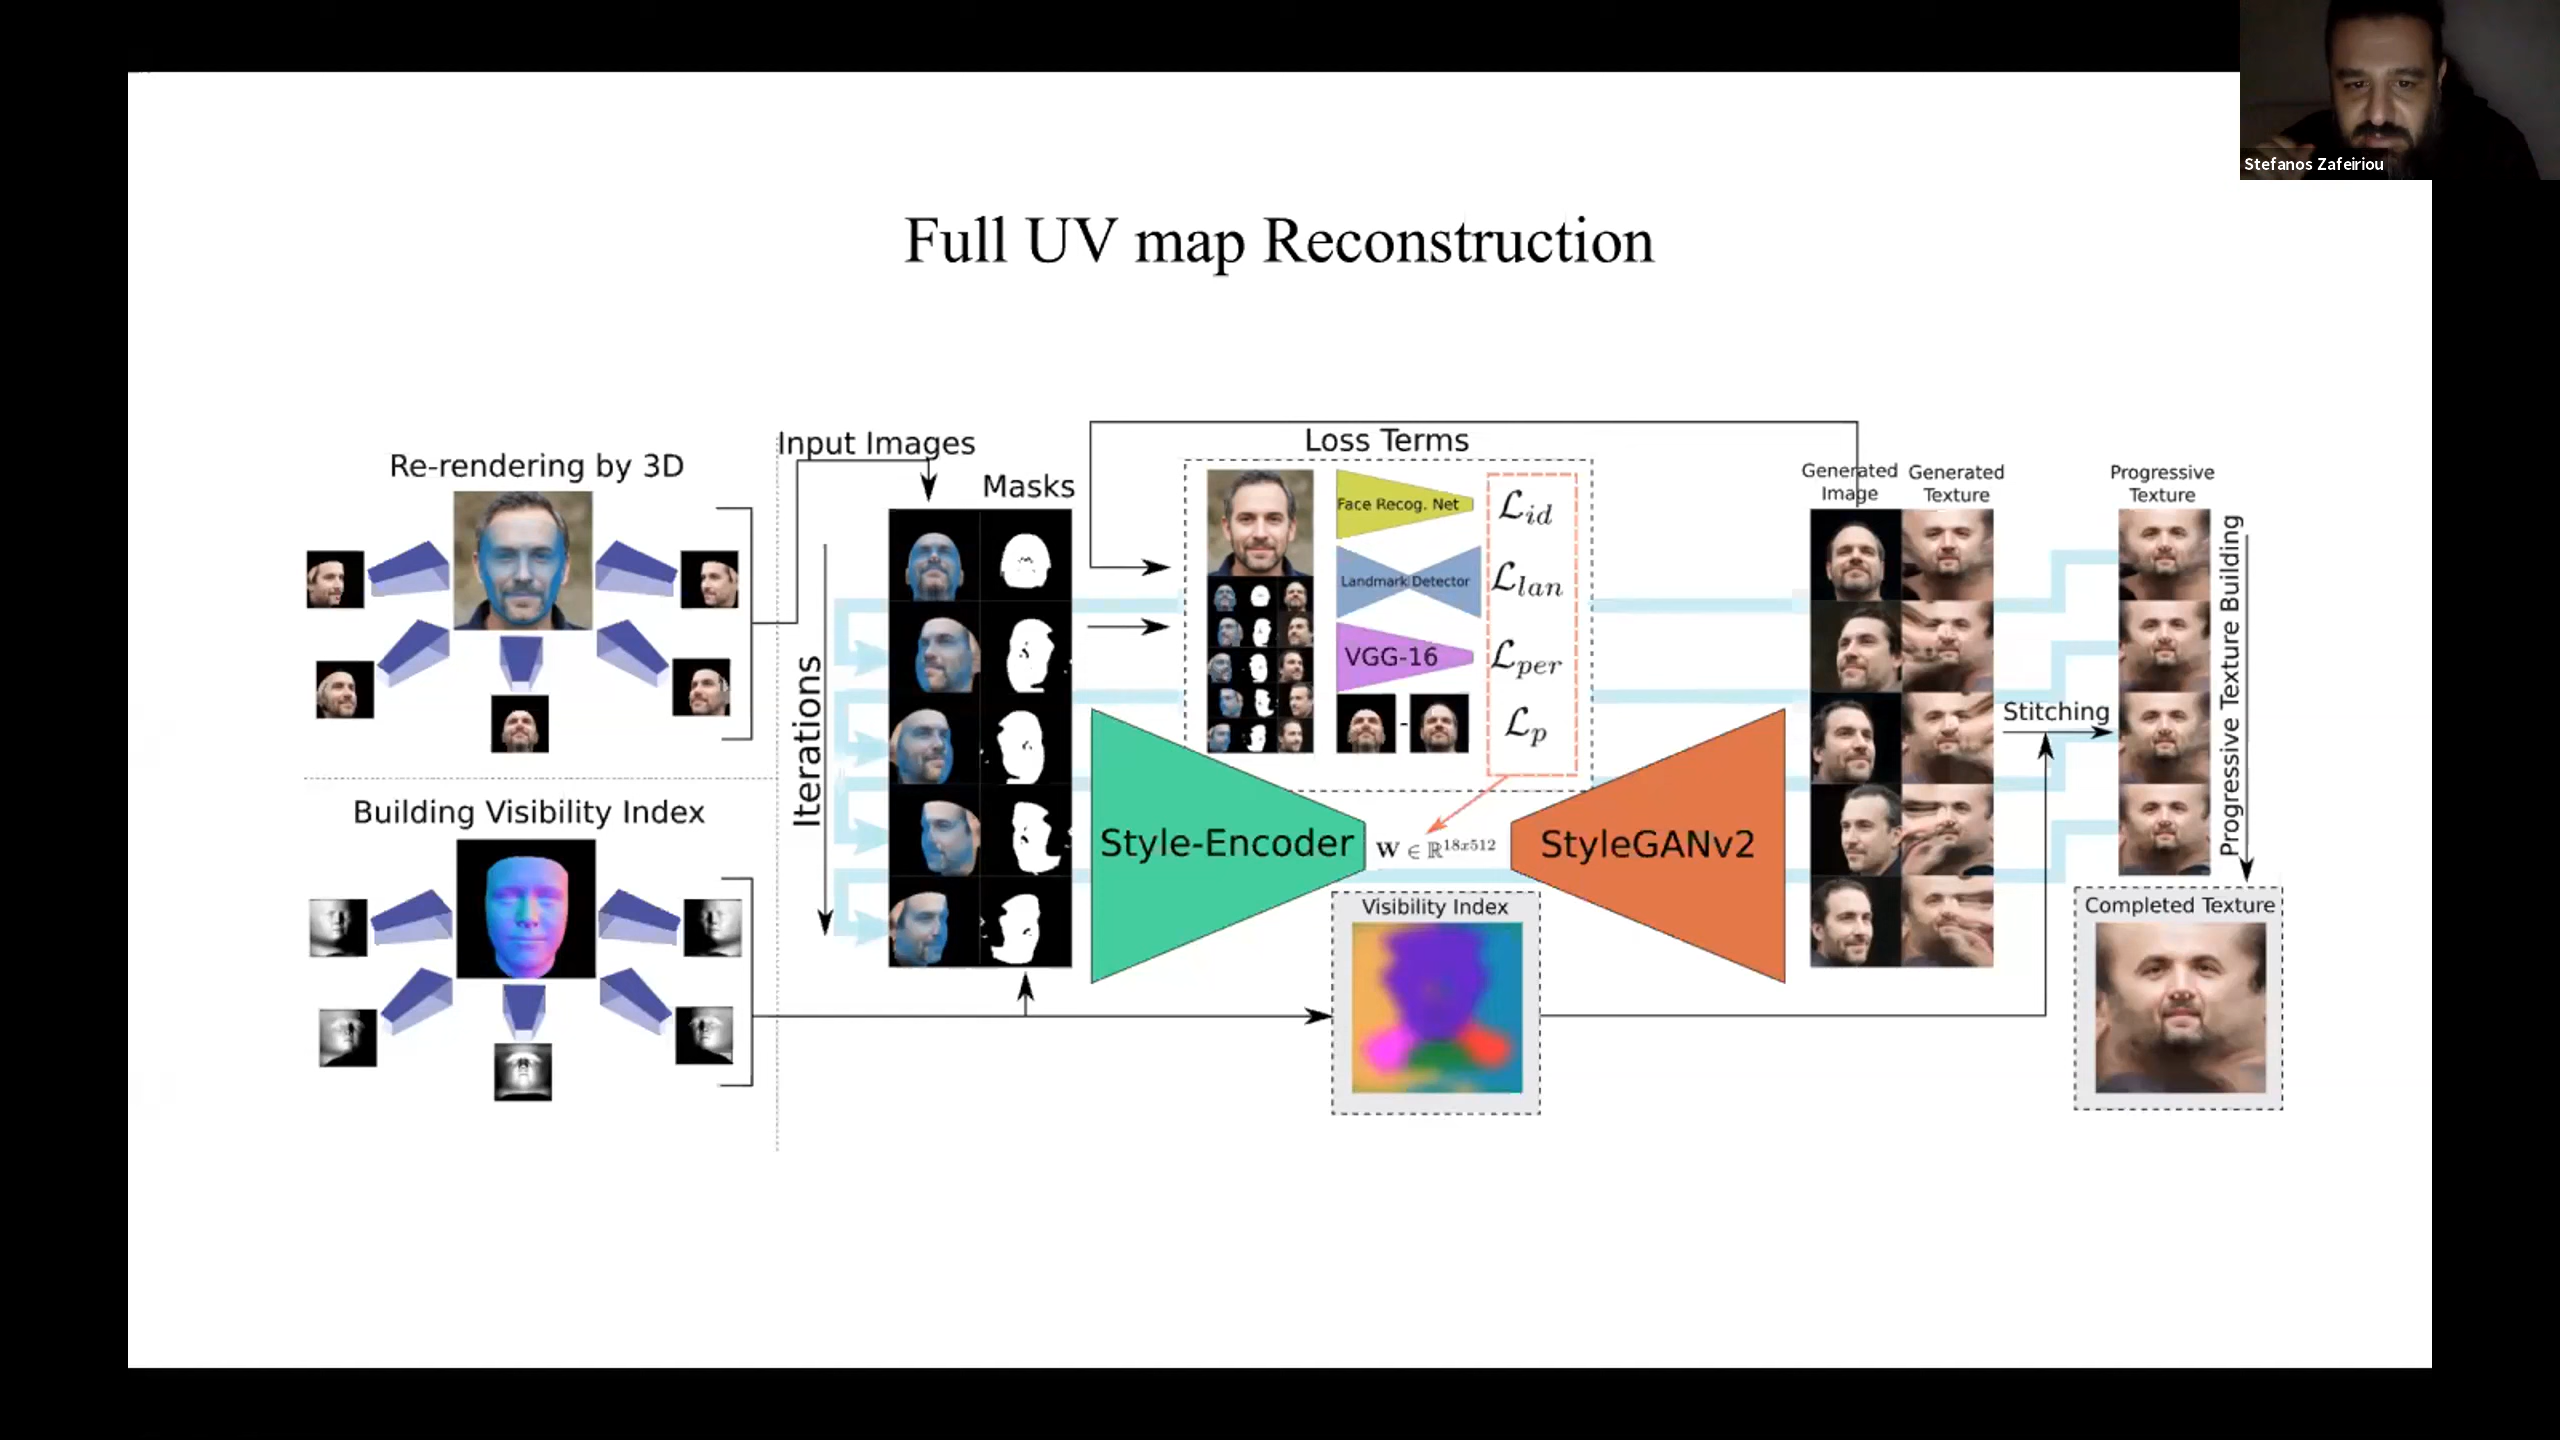 Stefanos Zafeiriou
Full UV map Reconstruction
Re-rendering by 3D
Building Visibility Index
Input Images
Masks
Iterations
Loss Terms
Face Recog. Net
Landmark Detector
VGG-16
-
ℒid
ℒlan
ℒper
ℒp
Style-Encoder
W ∈ ℝ18x512
StyleGANv2
Visibility Index
Generated
Image
Generated
Texture
Stitching
Progressive
Texture
Progressive Texture Building
Completed Texture